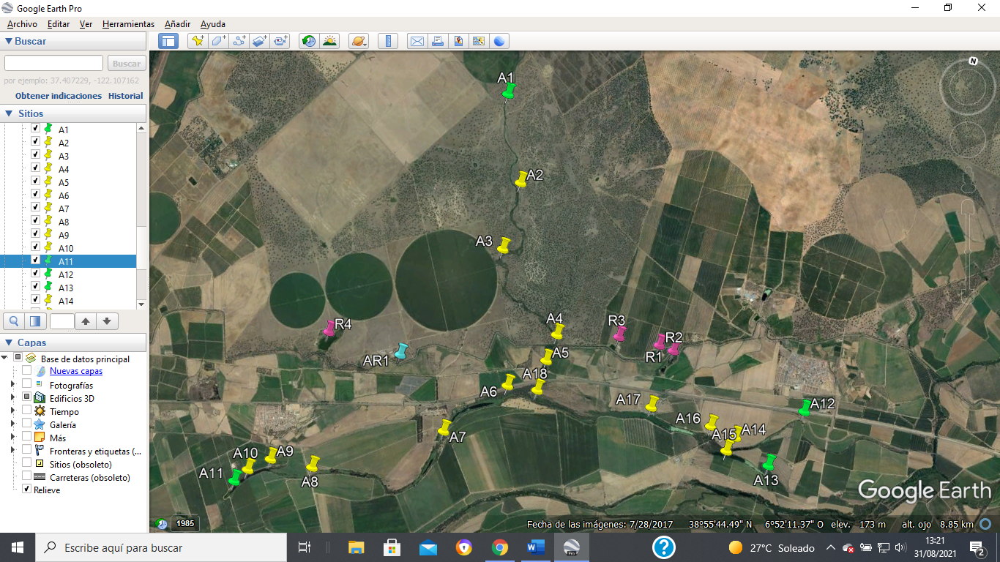 Google Earth Pro
Archivo Editar Ver Herramientas Añadir Ayuda
Buscar
Buscar
por ejemplo: 37.407229, -122.107162
Obtener indicaciones Historial
Sitios
A1
A2
A3
A4
A5
A6
A7
A8
A9
A10
A11
A12
A13
A14
Capas
Base de datos principal
Nuevas capas
Fotografías
Edificios 3D
Tiempo
Galería
Más
Fronteras y etiquetas (...
Sitios (obsoleto)
Carreteras (obsoleto)
Relieve
N
A1
A2
A3
A4
R3
R4
R2
A5
R1
AR1
A18
A6
A17
A12
A16
A14
A15
A7
A9
A10
A11
A8
A13
Google Earth
1985
Fecha de las imágenes: 7/28/2017 38°55'44.49" N 6°52'11.37" O elev. 173 m alt. ojo 8.85 km
Escribe aquí para buscar
27°C Soleado
13:21
31/08/2021
2